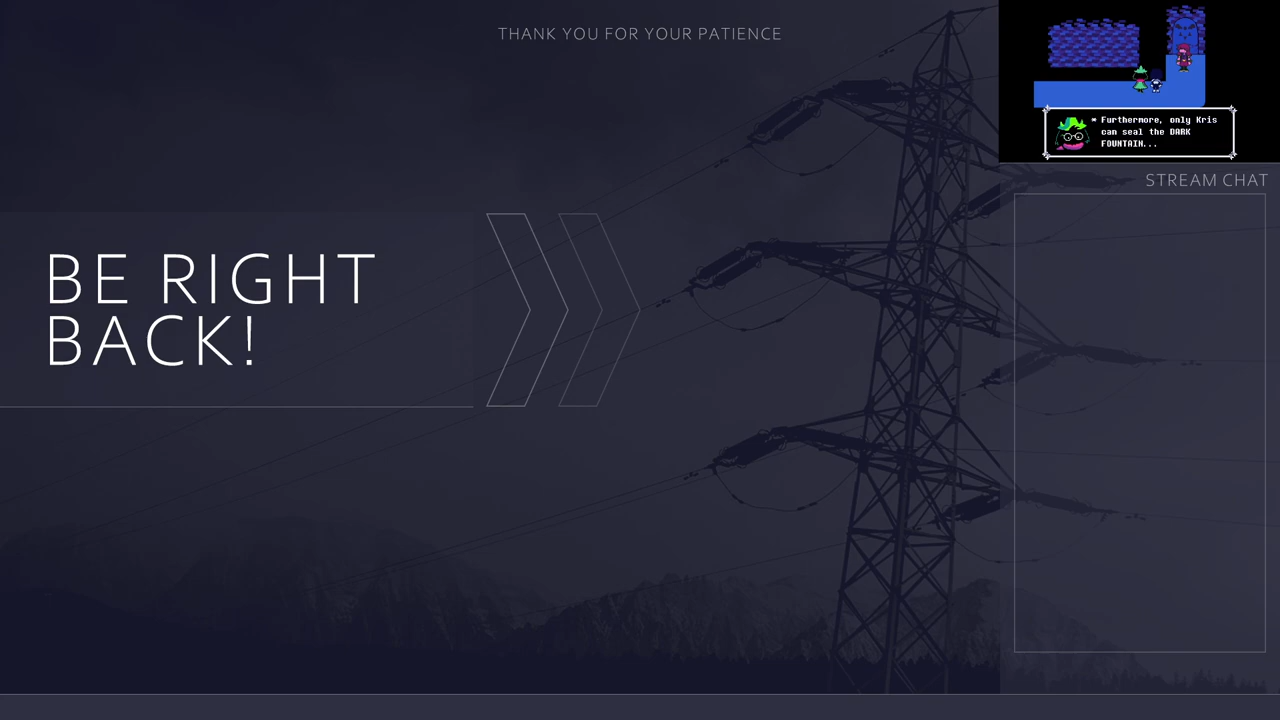 THANK YOU FOR YOUR PATIENCE
* Furthermore, only Kris
can seal the DARK
FOUNTAIN...
STREAM CHAT
BE RIGHT
BACK!